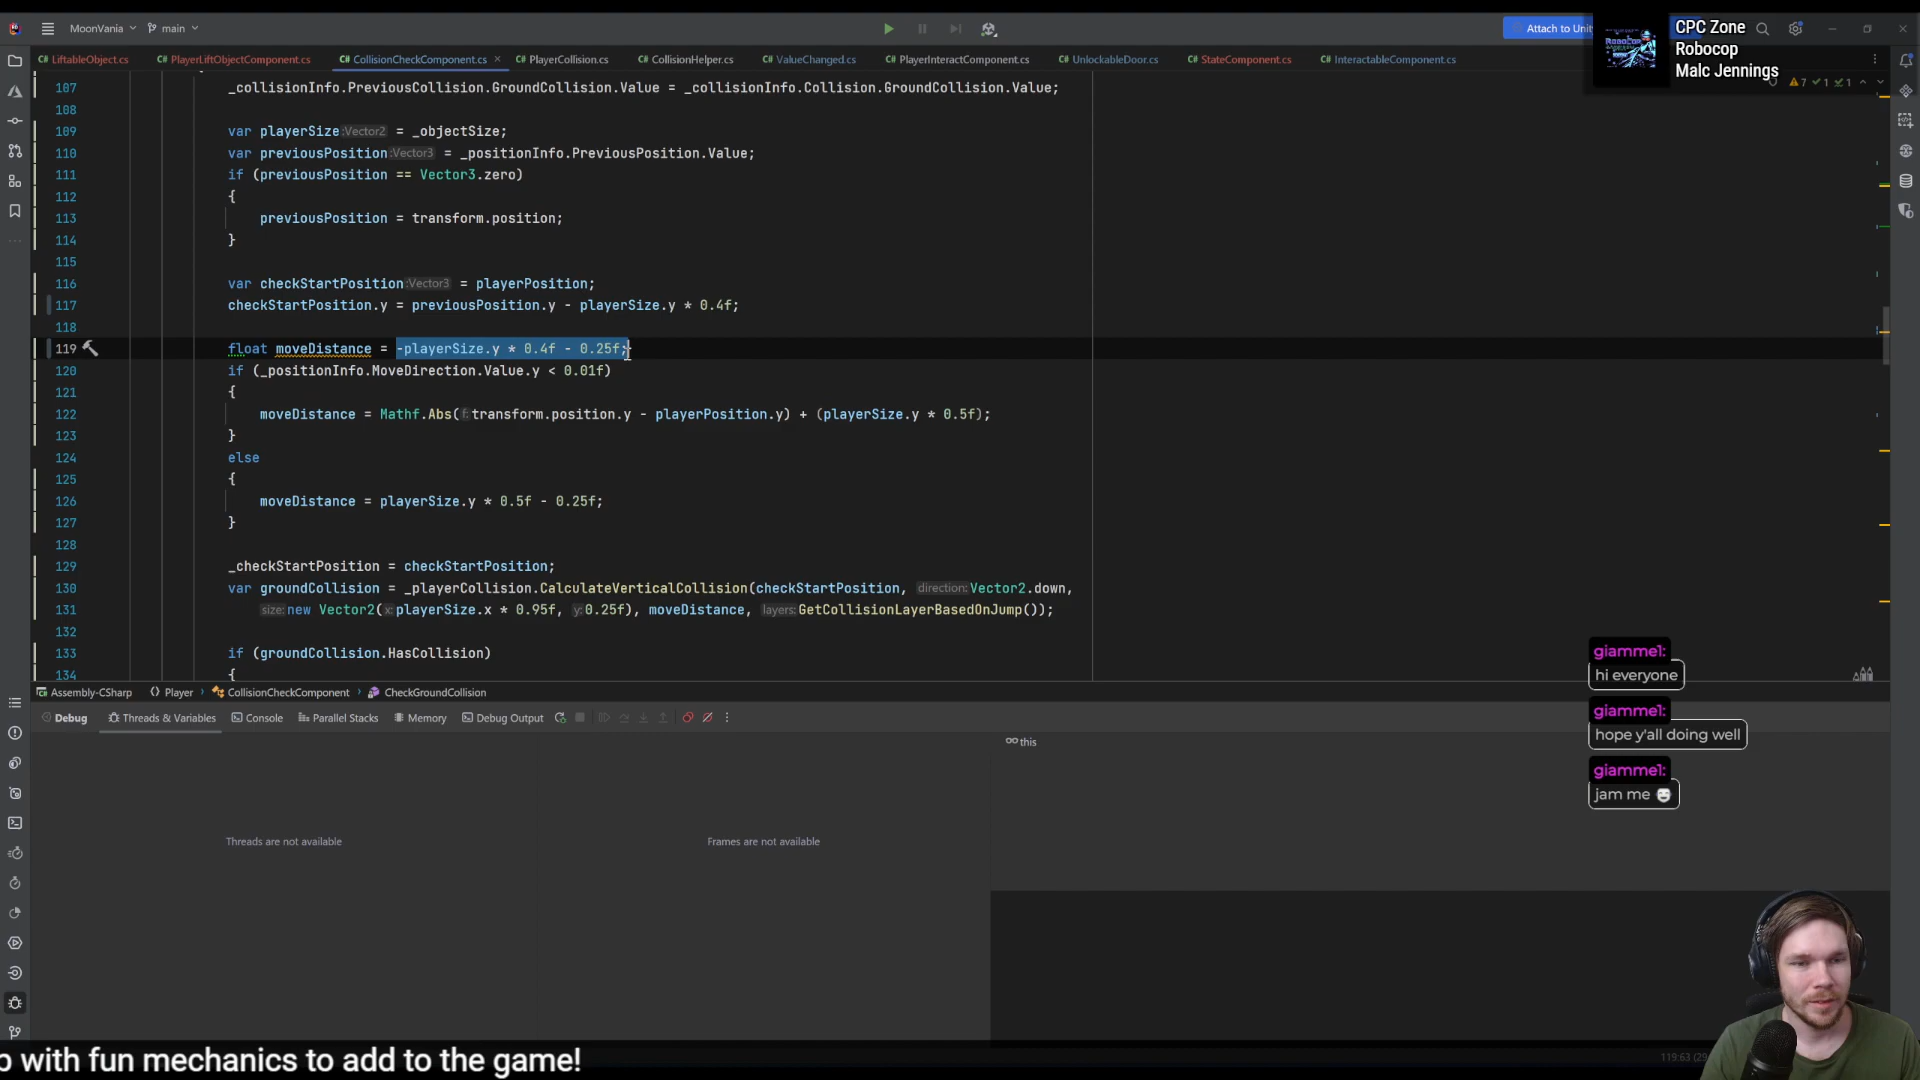 MoonVania
main
Attach to Unit
CPC Zone
Robocop
Malc Jennings
C# LiftableObject.cs
C# PlayerLiftObjectComponent.cs
C# CollisionCheckComponent.cs
C# PlayerCollision.cs
C# CollisionHelper.cs
C# ValueChanged.cs
C# PlayerInteractComponent.cs
C# UnlockableDoor.cs
C# StateComponent.cs
C# InteractableComponent.cs
7 1 1
107 _collisionInfo.PreviousCollision.GroundCollision.Value = _collisionInfo.Collision.GroundCollision.Value;
108
109 var playerSize :Vector2 = _objectSize;
110 var previousPosition :Vector3 = _positionInfo.PreviousPosition.Value;
111 if (previousPosition == Vector3.zero)
112 {
113 previousPosition = transform.position;
114 }
115
116 var checkStartPosition :Vector3 = playerPosition;
117 checkStartPosition.y = previousPosition.y - playerSize.y * 0.4f;
118
119 float moveDistance = -playerSize.y * 0.4f - 0.25f;
120 if (_positionInfo.MoveDirection.Value.y < 0.01f)
121 {
122 moveDistance = Mathf.Abs( f: transform.position.y - playerPosition.y) + (playerSize.y * 0.5f);
123 }
124 else
125 {
126 moveDistance = playerSize.y * 0.5f - 0.25f;
127 }
128
129 _checkStartPosition = checkStartPosition;
130 var groundCollision = _playerCollision.CalculateVerticalCollision(checkStartPosition, direction: Vector2.down,
131 size: new Vector2( x: playerSize.x * 0.95f, y: 0.25f), moveDistance, layers: GetCollisionLayerBasedOnJump());
132
133 if (groundCollision.HasCollision)
134 {
Assembly-CSharp
Player
CollisionCheckComponent
CheckGroundCollision
Debug
Threads & Variables
Console
Parallel Stacks
Memory
Debug Output
this
Threads are not available
Frames are not available
giamme1:
hi everyone
giamme1:
hope y'all doing well
giamme1:
jam me
with fun mechanics to add to the game!